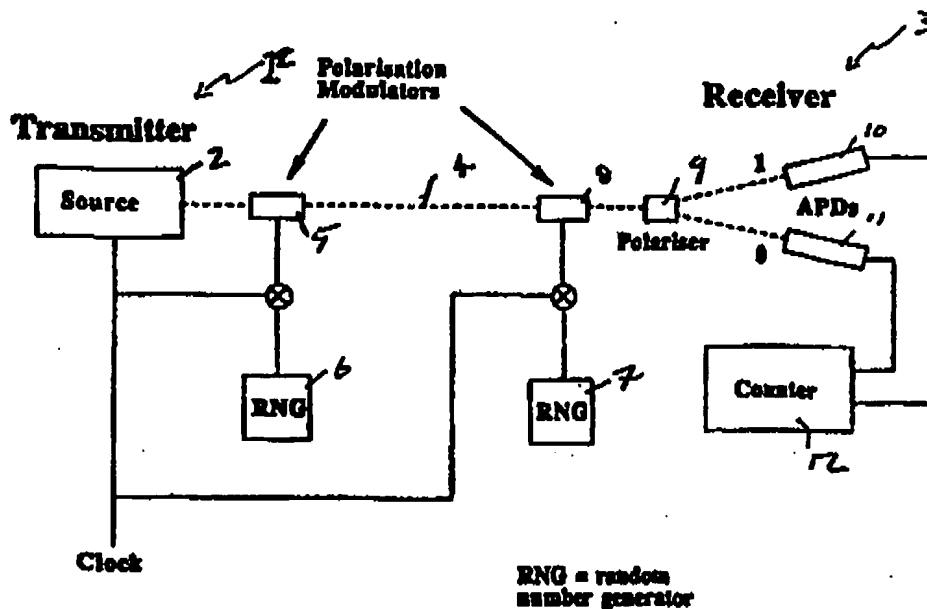 Polarisation
Modulators
Receiver
3
Transmitter
2
Source
4
5
8
9
Polariser
1
10
APDs
11
0
6
RNG
7
RNG
Counter
12
Clock
RNG = random
number generator